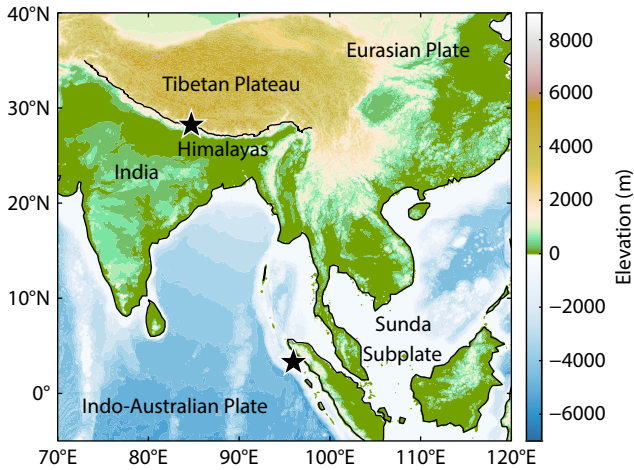 40°N
30°N
20°N
10°N
0°
70°E
80°E
90°E
100°E
110°E
120°E
Eurasian Plate
Tibetan Plateau
Himalayas
India
Sunda
Subplate
Indo-Australian Plate
8000
6000
4000
2000
0
−2000
−4000
−6000
Elevation (m)